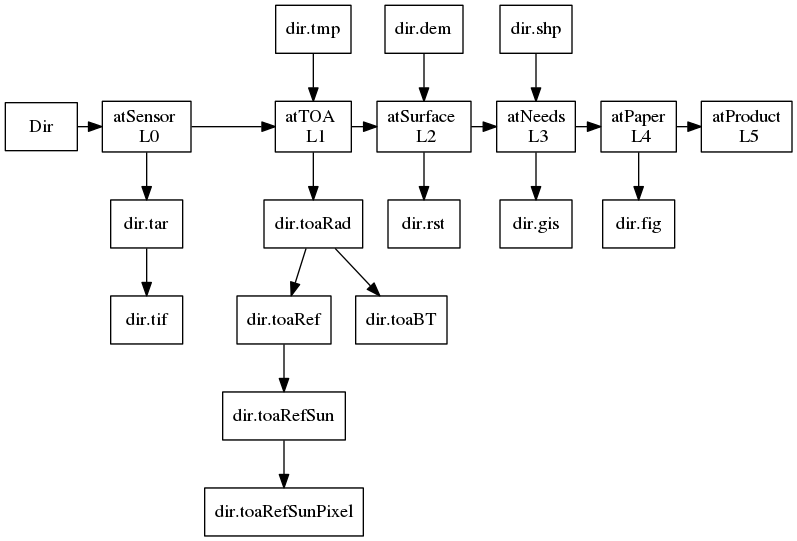 dir.tmp
dir.dem
dir.shp
Dir
atSensor
L0
atTOA
L1
atSurface
L2
atNeeds
L3
atPaper
L4
atProduct
L5
dir.tar
dir.toaRad
dir.rst
dir.gis
dir.fig
dir.tif
dir.toaRef
dir.toaBT
dir.toaRefSun
dir.toaRefSunPixel